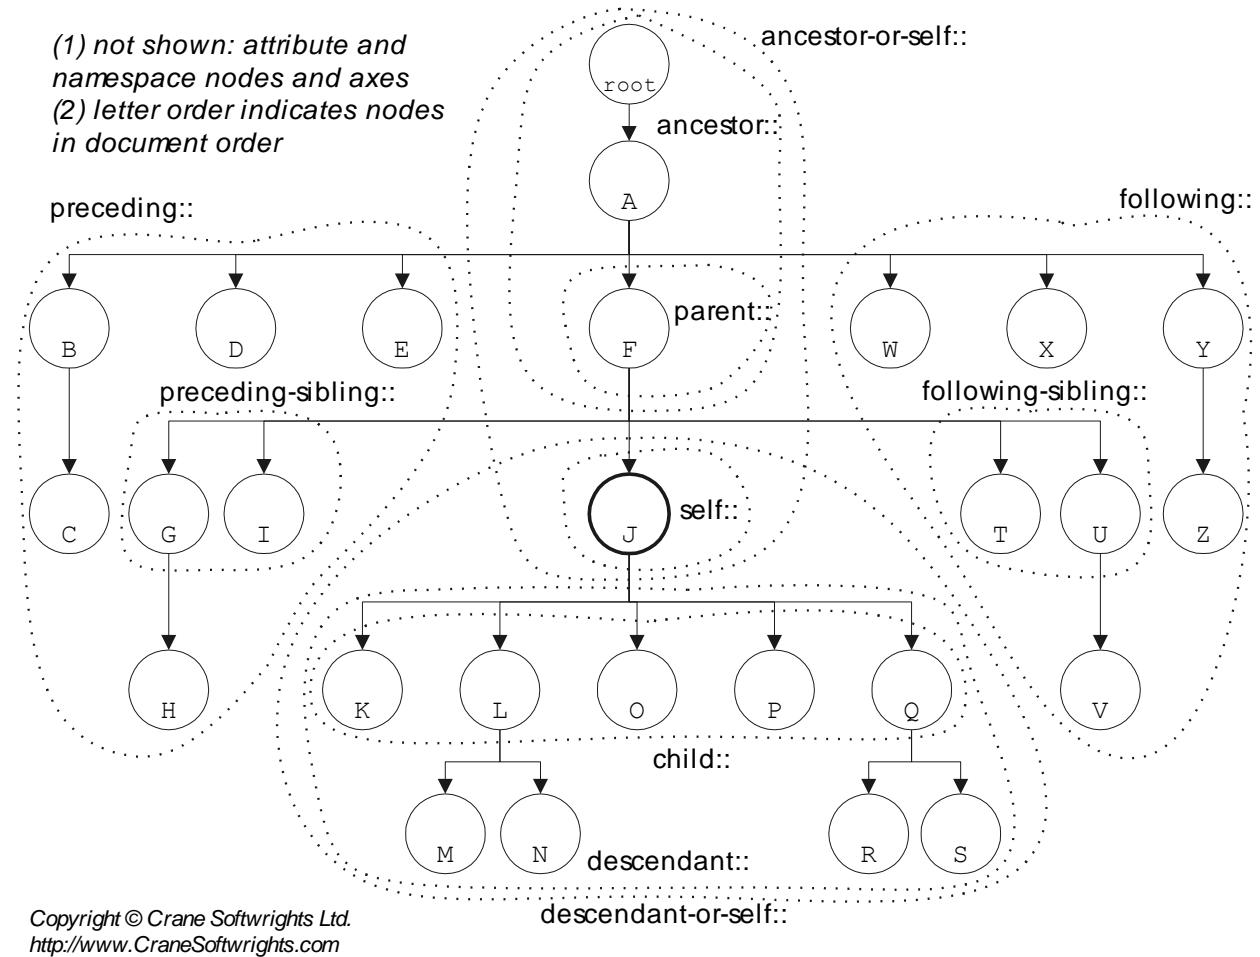 (1) not shown: attribute and
namespace nodes and axes
(2) letter order indicates nodes
in document order
ancestor-or-self::
root
ancestor::
A
preceding::
following::
B
D
E
F
parent::
W
X
Y
preceding-sibling::
following-sibling::
C
G
I
J
self::
T
U
Z
H
K
L
O
P
Q
V
child::
M
N
descendant::
R
S
descendant-or-self::
Copyright © Crane Softwrights Ltd.
http://www.CraneSoftwrights.com